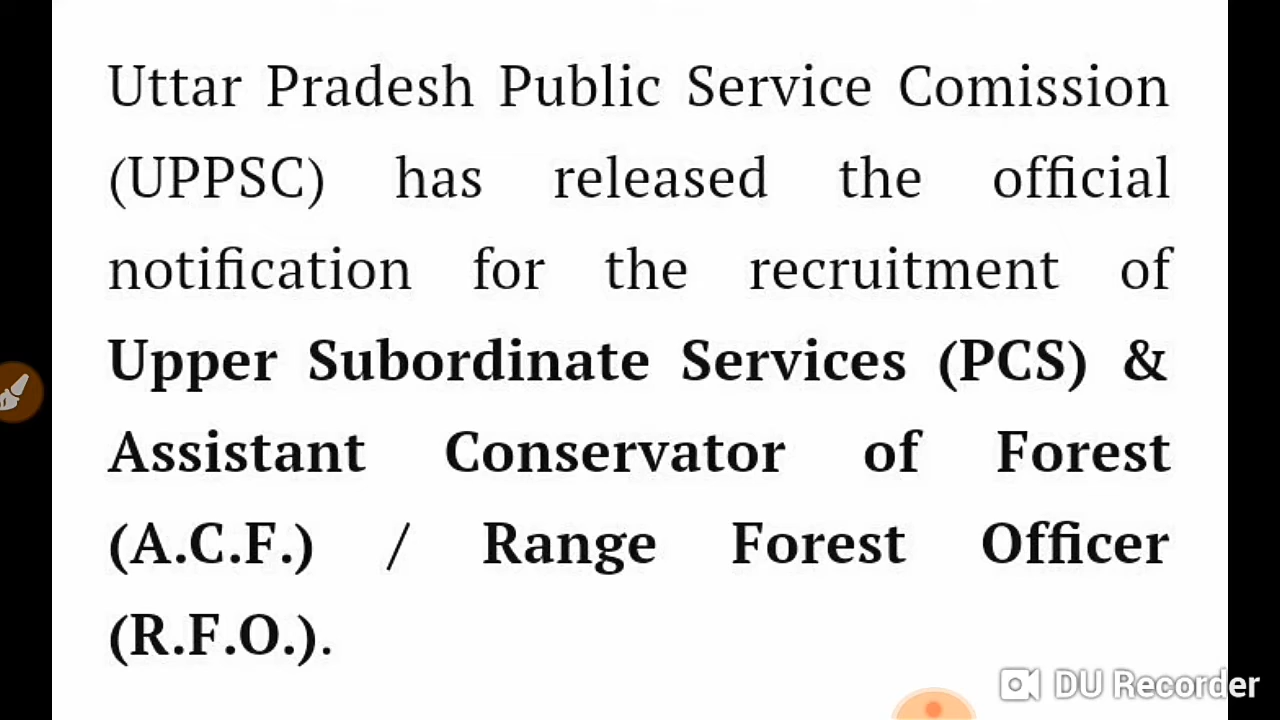 Uttar Pradesh Public Service Comission
(UPPSC) has released the official
notification for the recruitment of
Upper Subordinate Services (PCS) &
Assistant Conservator of Forest
(A.C.F.) / Range Forest Officer
(R.F.O.).
DU Recorder